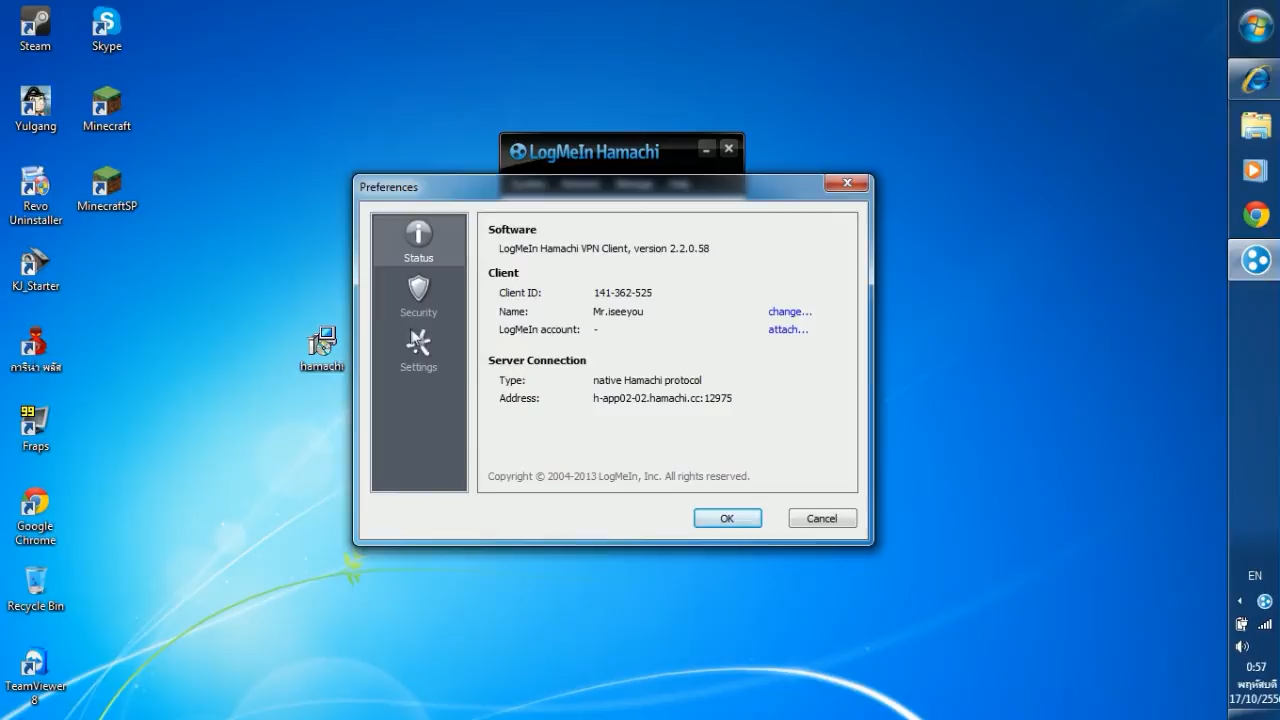 Steam
Skype
Yulgang
Minecraft
Revo
Uninstaller
MinecraftSP
KJ_Starter
การีน่า พลัส
99
Fraps
Google
Chrome
Recycle Bin
TeamViewer
8
hamachi
LogMeIn Hamachi
Preferences
Status
Security
Settings
Software
LogMeIn Hamachi VPN Client, version 2.2.0.58
Client
Client ID: 141-362-525
Name: Mr.iseeyou change...
LogMeIn account: - attach...
Server Connection
Type: native Hamachi protocol
Address: h-app02-02.hamachi.cc:12975
Copyright © 2004-2013 LogMeIn, Inc. All rights reserved.
OK Cancel
EN
0:57
พฤหัสบดี
17/10/255